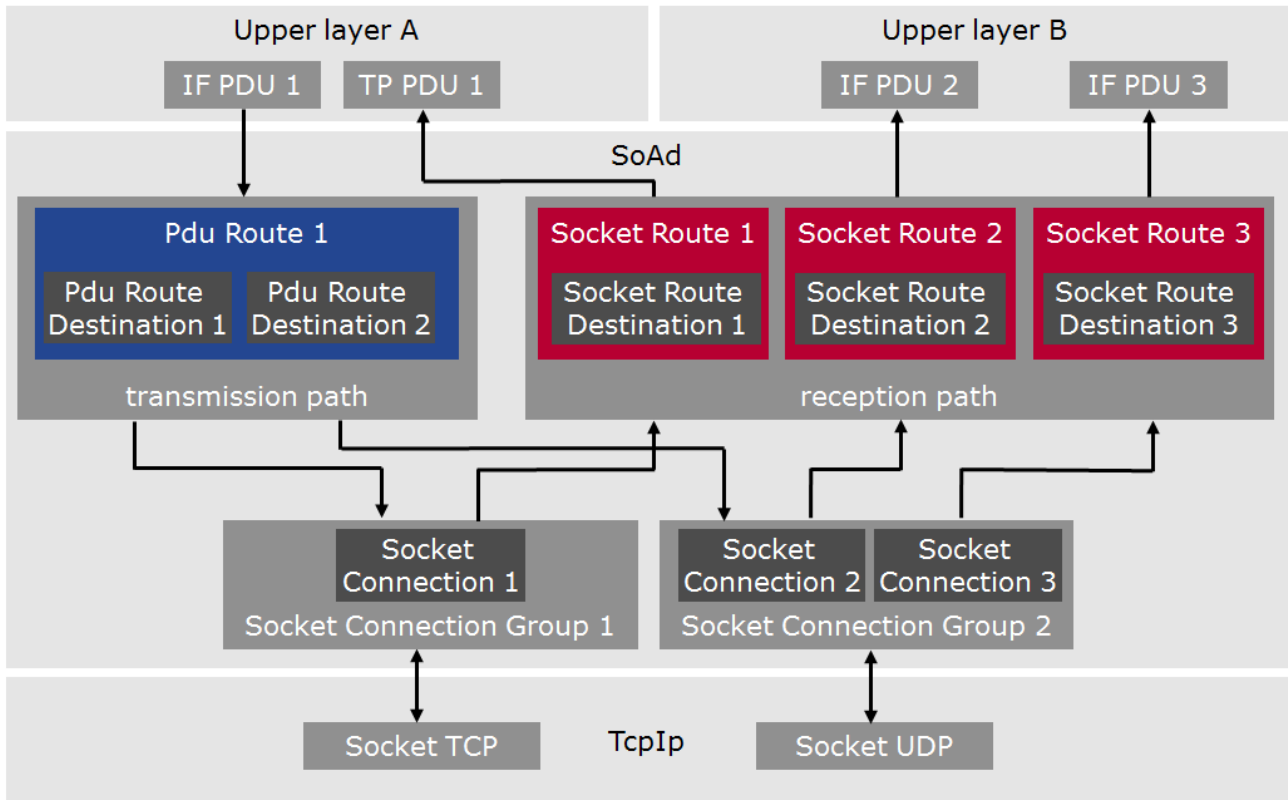 Upper layer A
Upper layer B
IF PDU 1
TP PDU 1
IF PDU 2
IF PDU 3
SoAd
Pdu Route 1
Pdu Route
Destination 1
Pdu Route
Destination 2
transmission path
Socket Route 1
Socket Route
Destination 1
Socket Route 2
Socket Route
Destination 2
Socket Route 3
Socket Route
Destination 3
reception path
Socket
Connection 1
Socket Connection Group 1
Socket
Connection 2
Socket
Connection 3
Socket Connection Group 2
Socket TCP
TcpIp
Socket UDP